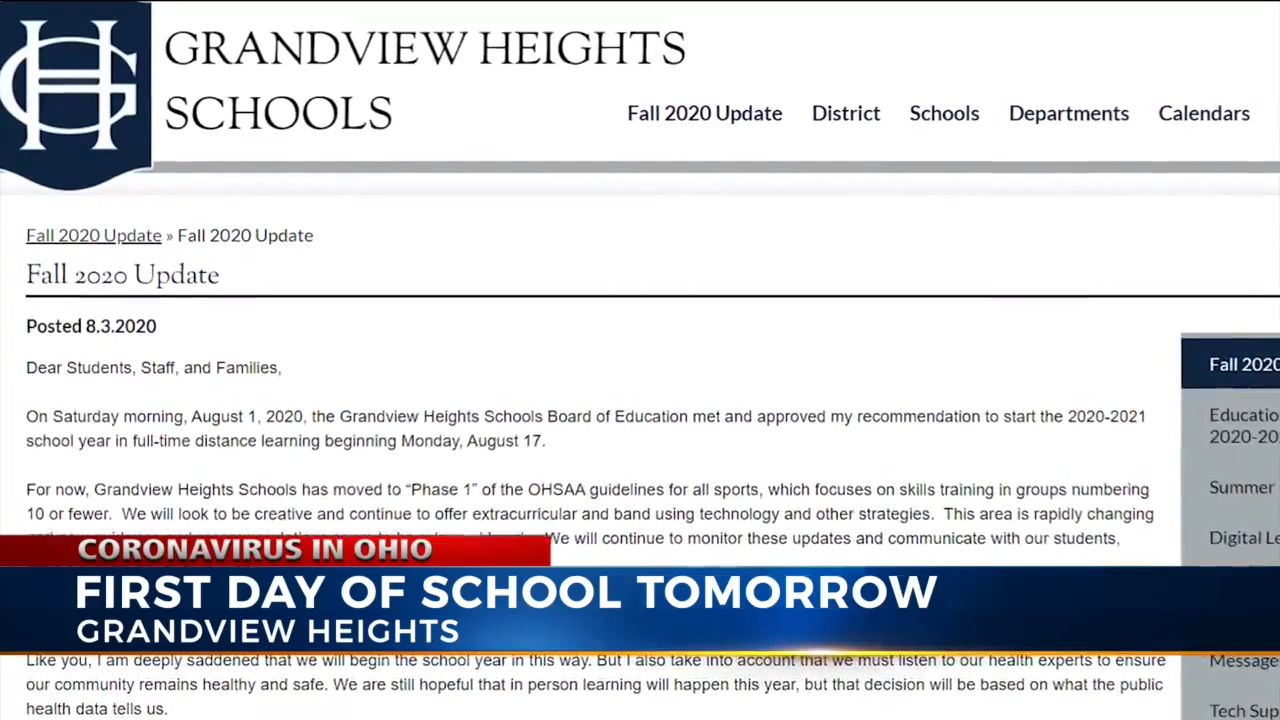 GRANDVIEW HEIGHTS
SCHOOLS
Fall 2020 Update District Schools Departments Calendars
Fall 2020 Update » Fall 2020 Update
Fall 2020 Update
Posted 8.3.2020
Dear Students, Staff, and Families,
On Saturday morning, August 1, 2020, the Grandview Heights Schools Board of Education met and approved my recommendation to start the 2020-2021
school year in full-time distance learning beginning Monday, August 17.
For now, Grandview Heights Schools has moved to “Phase 1” of the OHSAA guidelines for all sports, which focuses on skills training in groups numbering
10 or fewer. We will look to be creative and continue to offer extracurricular and band using technology and other strategies. This area is rapidly changing
We will continue to monitor these updates and communicate with our students,
CORONAVIRUS IN OHIO
FIRST DAY OF SCHOOL TOMORROW
GRANDVIEW HEIGHTS
Like you, I am deeply saddened that we will begin the school year in this way. But I also take into account that we must listen to our health experts to ensure
our community remains healthy and safe. We are still hopeful that in person learning will happen this year, but that decision will be based on what the public
health data tells us.
Fall 2020
Educatio
2020-20
Summer
Digital Le
Message
Tech Sup